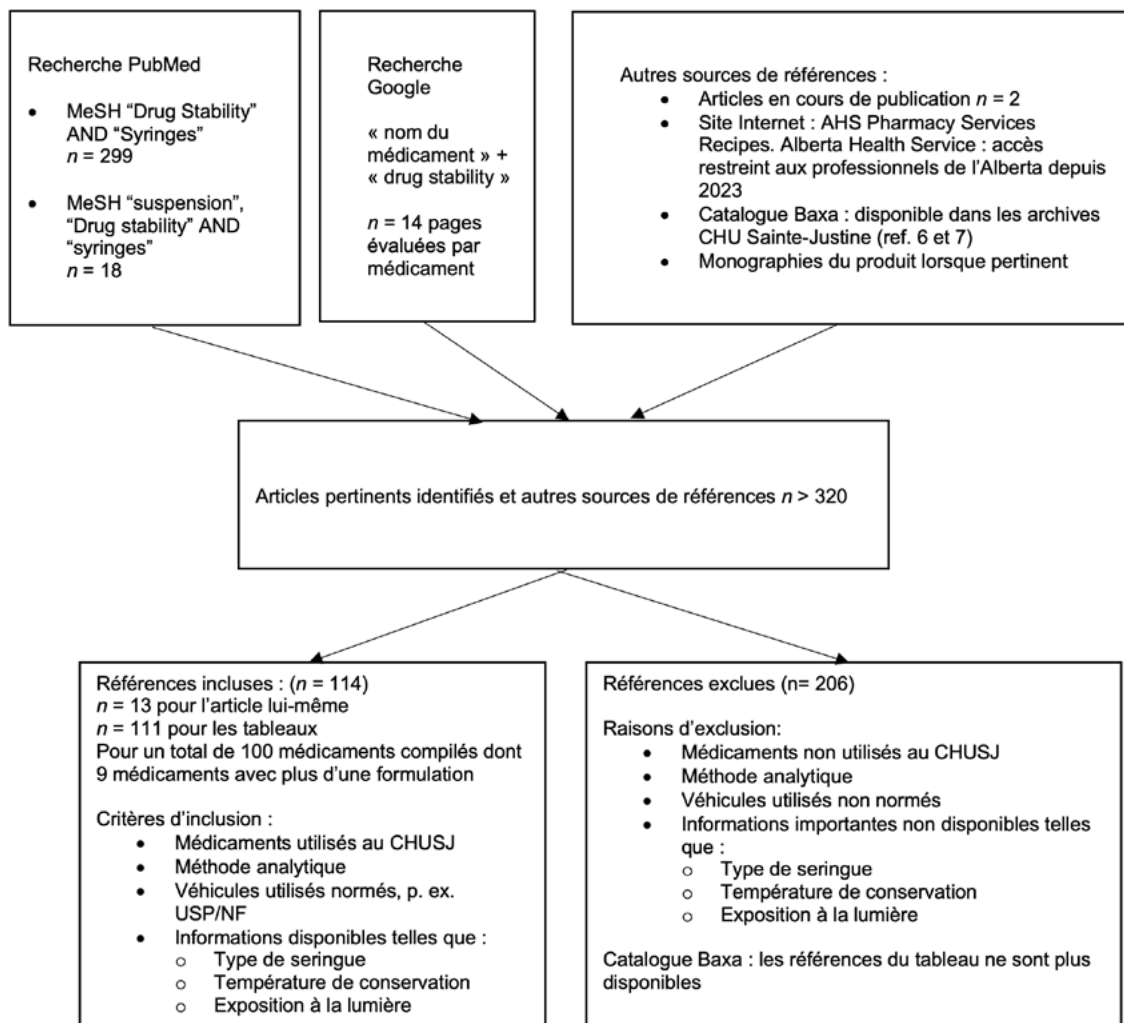 Recherche PubMed
• MeSH “Drug Stability”
AND “Syringes”
n = 299
• MeSH “suspension”,
“Drug stability” AND
“syringes”
n = 18
Recherche
Google
« nom du
médicament » +
« drug stability »
n = 14 pages
évaluées par
médicament
Autres sources de références :
• Articles en cours de publication n = 2
• Site Internet : AHS Pharmacy Services
Recipes. Alberta Health Service : accès
restreint aux professionnels de l’Alberta depuis
2023
• Catalogue Baxa : disponible dans les archives
CHU Sainte-Justine (ref. 6 et 7)
• Monographies du produit lorsque pertinent
Articles pertinents identifiés et autres sources de références n > 320
Références incluses : (n = 114)
n = 13 pour l’article lui-même
n = 111 pour les tableaux
Pour un total de 100 médicaments compilés dont
9 médicaments avec plus d’une formulation
Critères d’inclusion :
• Médicaments utilisés au CHUSJ
• Méthode analytique
• Véhicules utilisés normés, p. ex.
USP/NF
• Informations disponibles telles que :
o Type de seringue
o Température de conservation
o Exposition à la lumière
Références exclues (n= 206)
Raisons d’exclusion:
• Médicaments non utilisés au CHUSJ
• Méthode analytique
• Véhicules utilisés non normés
• Informations importantes non disponibles telles
que :
o Type de seringue
o Température de conservation
o Exposition à la lumière
Catalogue Baxa : les références du tableau ne sont plus
disponibles